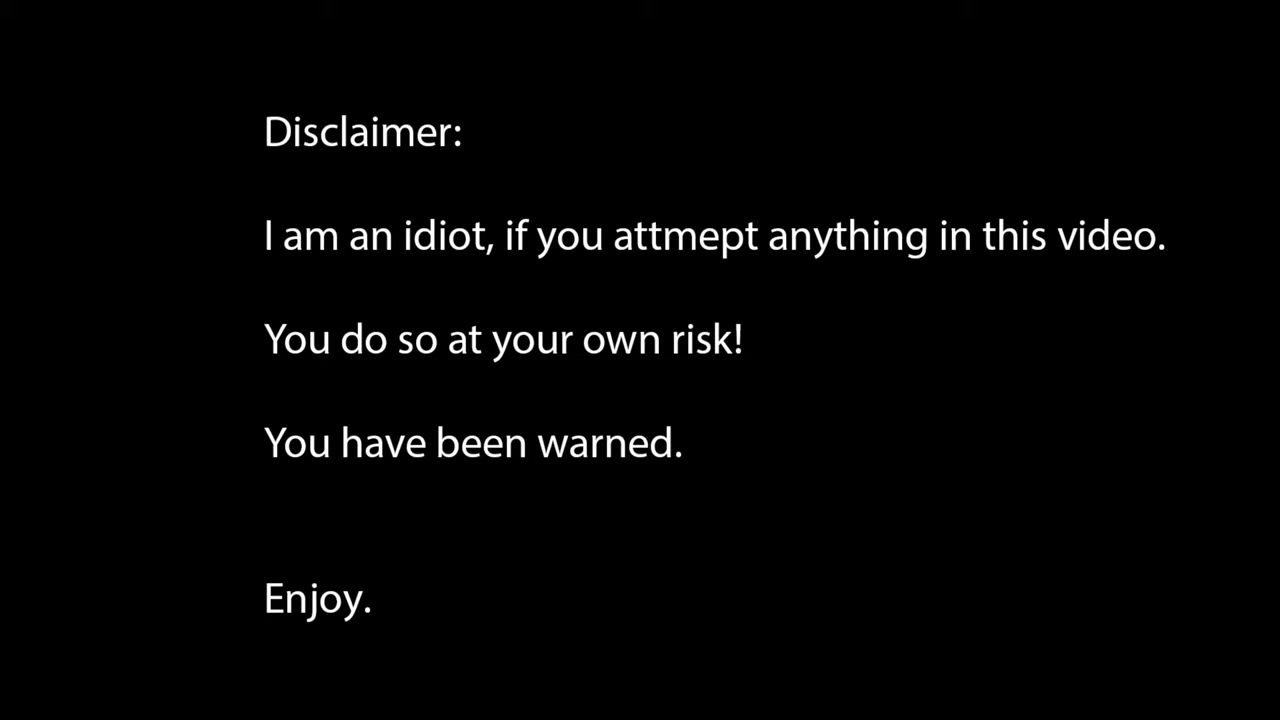 Disclaimer:
I am an idiot, if you attmept anything in this video.
You do so at your own risk!
You have been warned.
Enjoy.